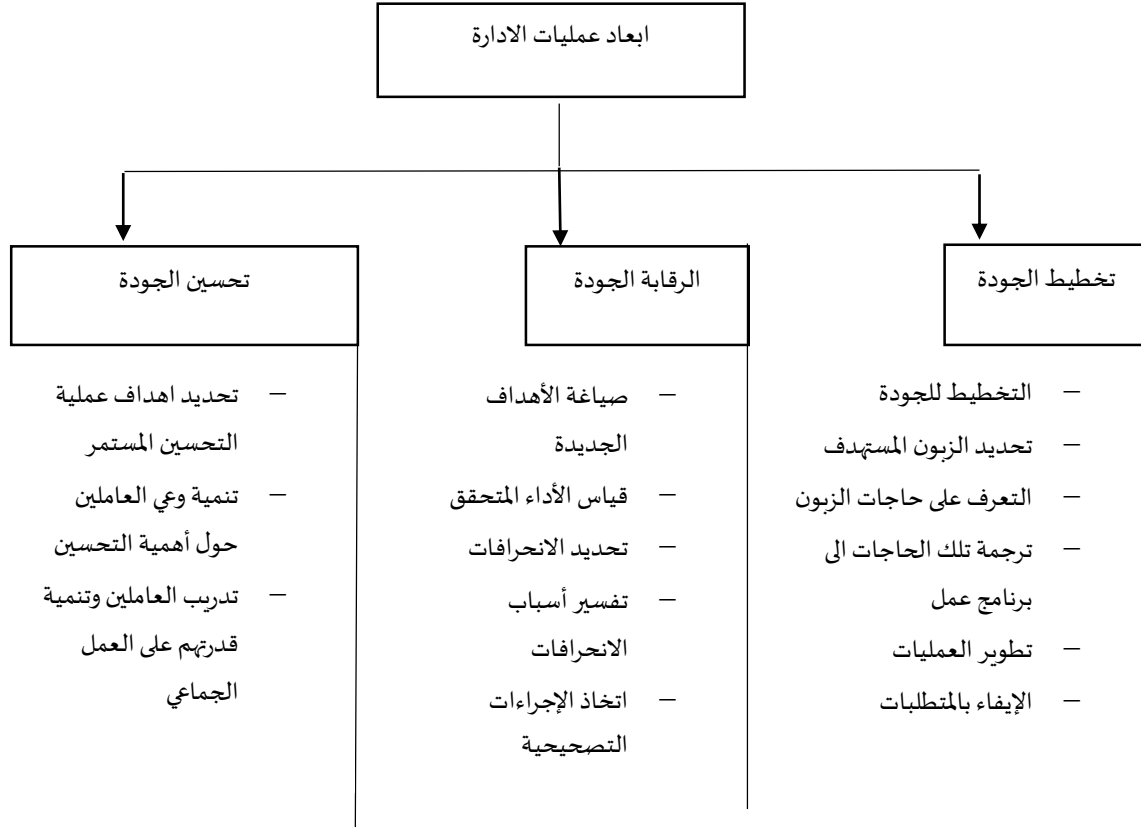 ابعاد عمليات الادارة
تخطيط الجودة
– التخطيط للجودة
– تحديد الزبون المستهدف
– التعرف على حاجات الزبون
– ترجمة تلك الحاجات الى
برنامج عمل
– تطوير العمليات
– الإيفاء بالمتطلبات
الرقابة الجودة
– صياغة الأهداف
الجديدة
– قياس الأداء المتحقق
– تحديد الانحرافات
– تفسير أسباب
الانحرافات
– اتخاذ الإجراءات
التصحيحية
تحسين الجودة
– تحديد اهداف عملية
التحسين المستمر
– تنمية وعي العاملين
حول أهمية التحسين
– تدريب العاملين وتنمية
قدرتهم على العمل
الجماعي